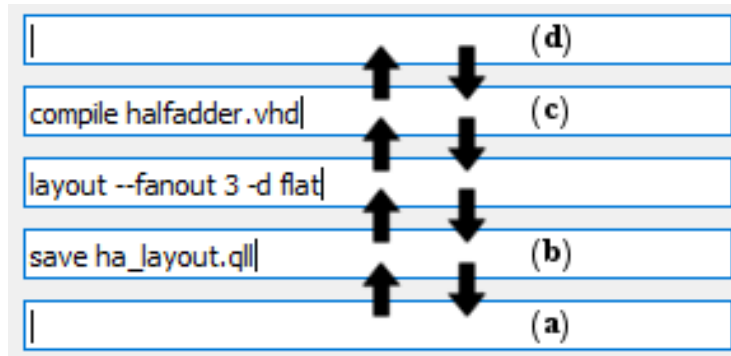 (d)
compile halfadder.vhd (c)
layout --fanout 3 -d flat
save ha_layout.qll (b)
(a)